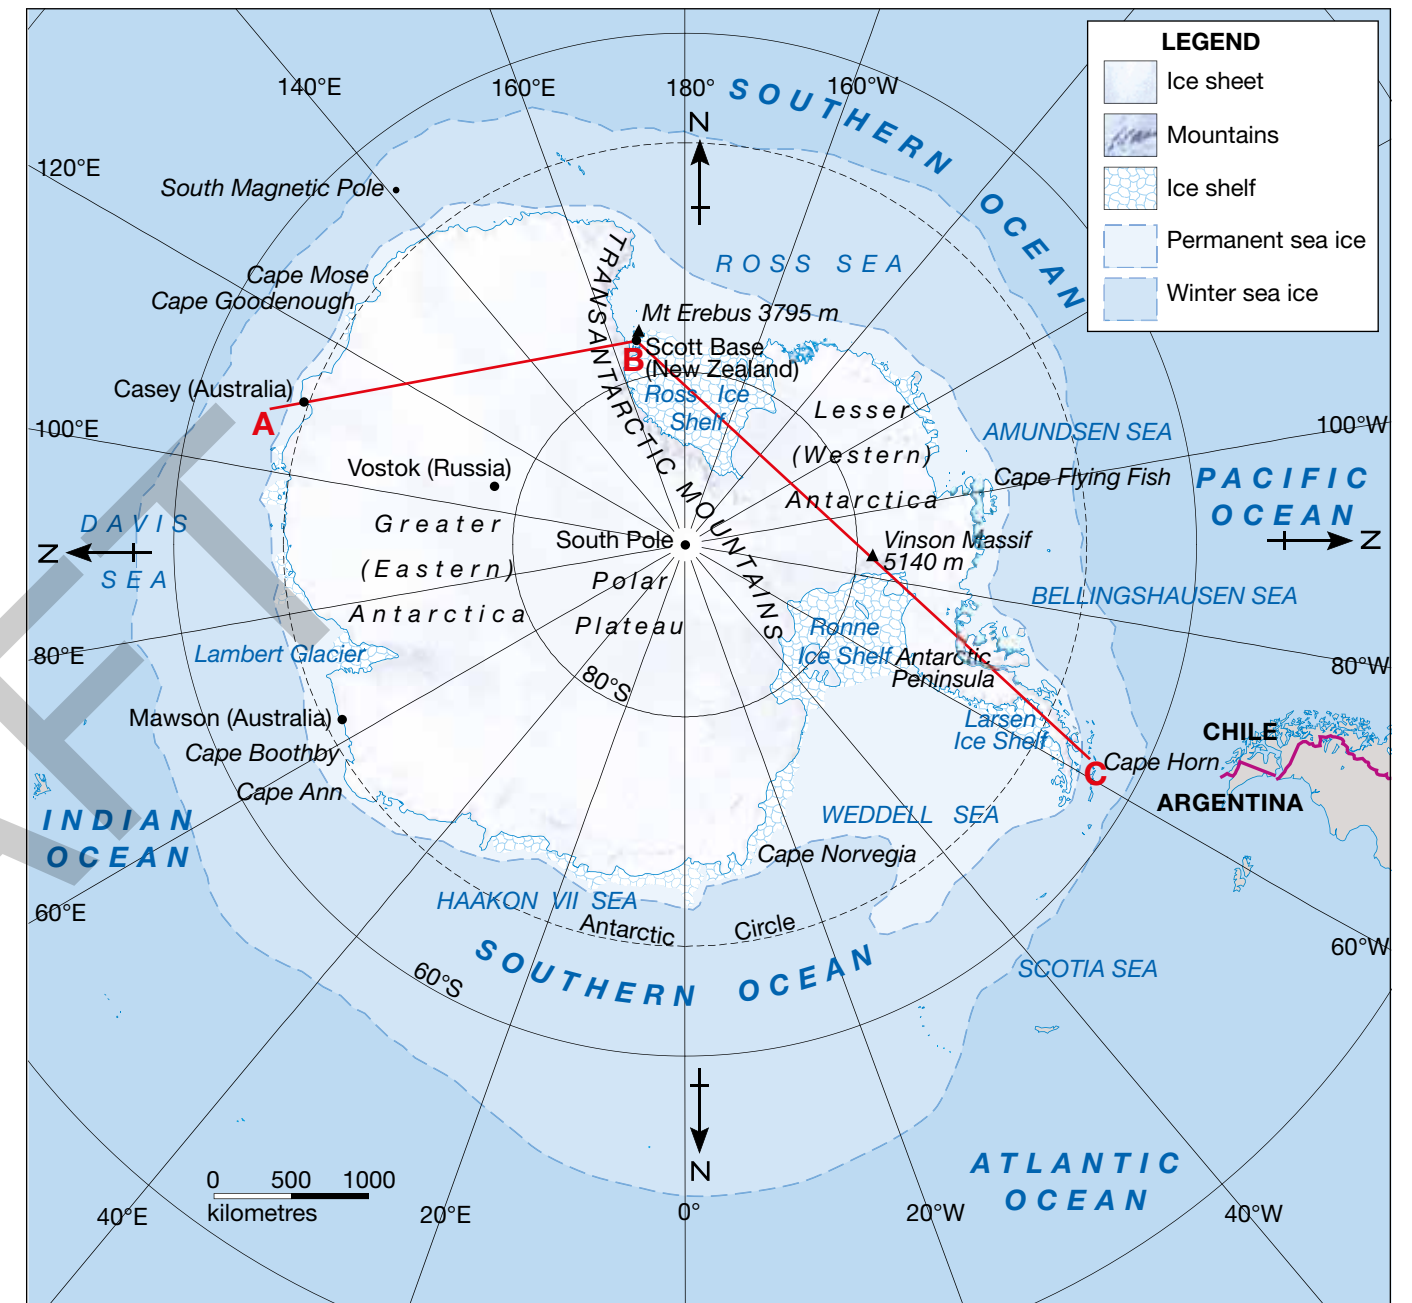 LEGEND
Ice sheet
Mountains
Ice shelf
Permanent sea ice
Winter sea ice
140°E
160°E
180°
160°W
SOUTHERN OCEAN
N
120°E
South Magnetic Pole
ROSS SEA
Cape Mose
Cape Goodenough
TRANSANTARCTIC MOUNTAINS
Mt Erebus 3795 m
B
Scott Base
(New Zealand)
Ross Ice
Shelf
Casey (Australia)
A
100°E
Lesser
(Western)
Antarctica
AMUNDSEN SEA
100°W
Cape Flying Fish
PACIFIC
OCEAN
Vostok (Russia)
DAVIS
SEA
N
Greater
(Eastern)
Antarctica
South Pole
Polar
Plateau
Vinson Massif
5140 m
N
BELLINGSHAUSEN SEA
Ronne
Ice Shelf
Antarctic
Peninsula
80°E
Lambert Glacier
80°S
80°W
Mawson (Australia)
Cape Boothby
Cape Ann
Larsen
Ice Shelf
C
Cape Horn
CHILE
ARGENTINA
INDIAN
OCEAN
WEDDELL SEA
Cape Norvegia
60°E
HAAKON VII SEA
Antarctic Circle
60°W
SOUTHERN OCEAN
60°S
SCOTIA SEA
N
ATLANTIC
OCEAN
0 500 1000
kilometres
40°E
20°E
0°
20°W
40°W